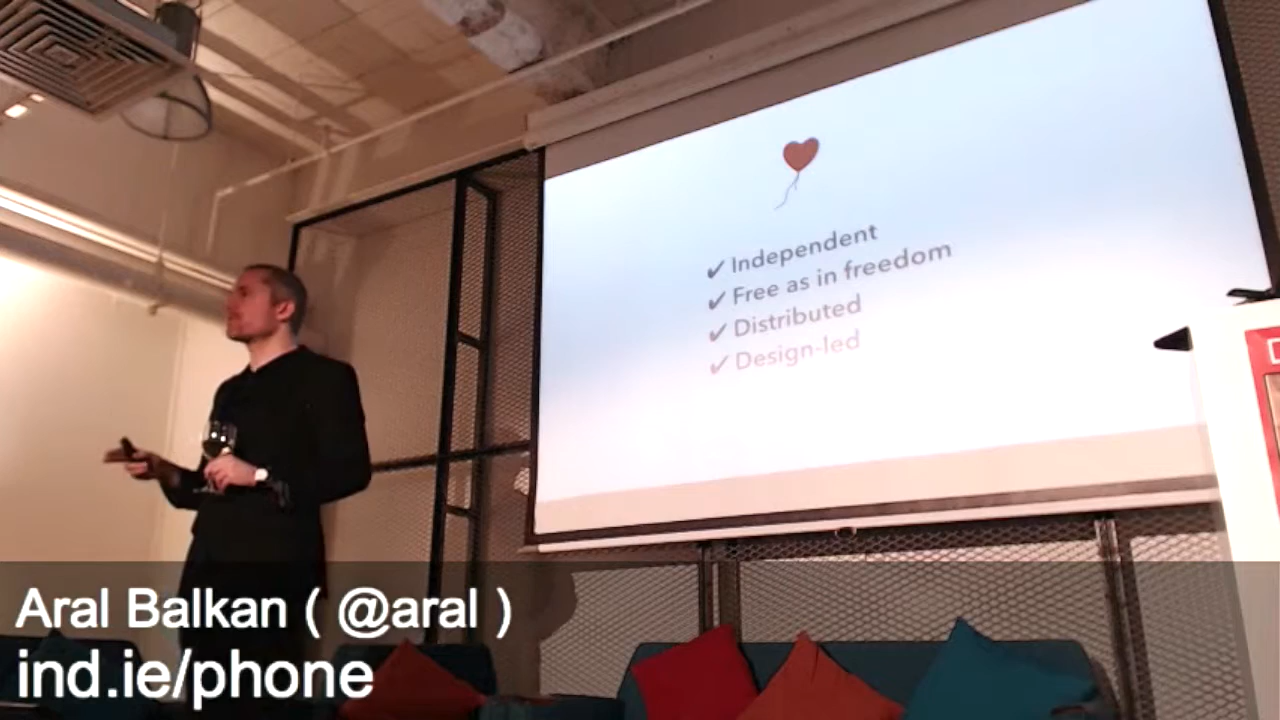 ✔ Independent
✔ Free as in freedom
✔ Distributed
✔ Design-led
Aral Balkan ( @aral )
ind.ie/phone